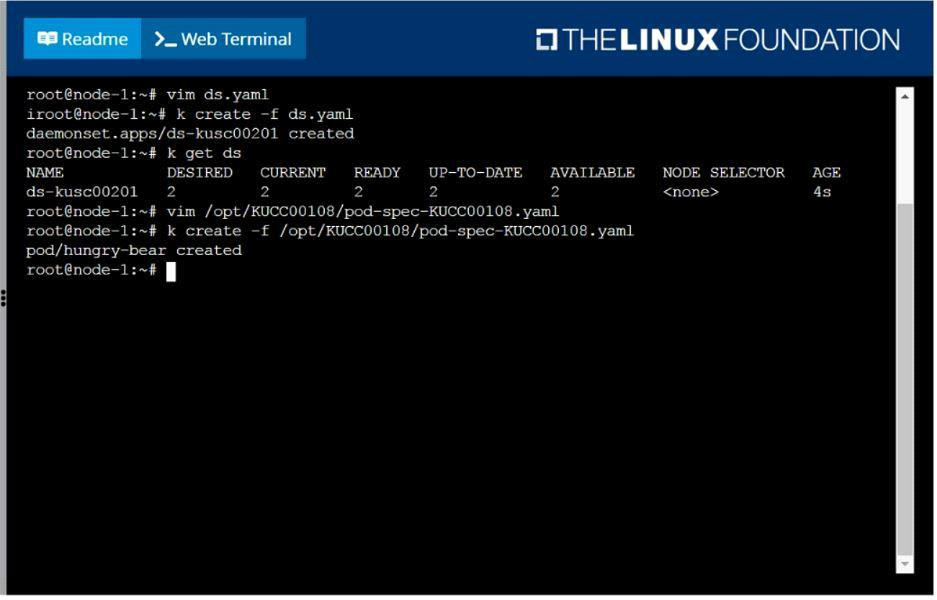 Readme
>_ Web Terminal
THE LINUX FOUNDATION
root@node-1:~# vim ds.yaml
iroot@node-1:~# k create -f ds.yaml
daemonset.apps/ds-kusc00201 created
root@node-1:~# k get ds
NAME DESIRED CURRENT READY UP-TO-DATE AVAILABLE NODE SELECTOR AGE
ds-kusc00201 2 2 2 2 2 <none> 4s
root@node-1:~# vim /opt/KUCC00108/pod-spec-KUCC00108.yaml
root@node-1:~# k create -f /opt/KUCC00108/pod-spec-KUCC00108.yaml
pod/hungry-bear created
root@node-1:~#